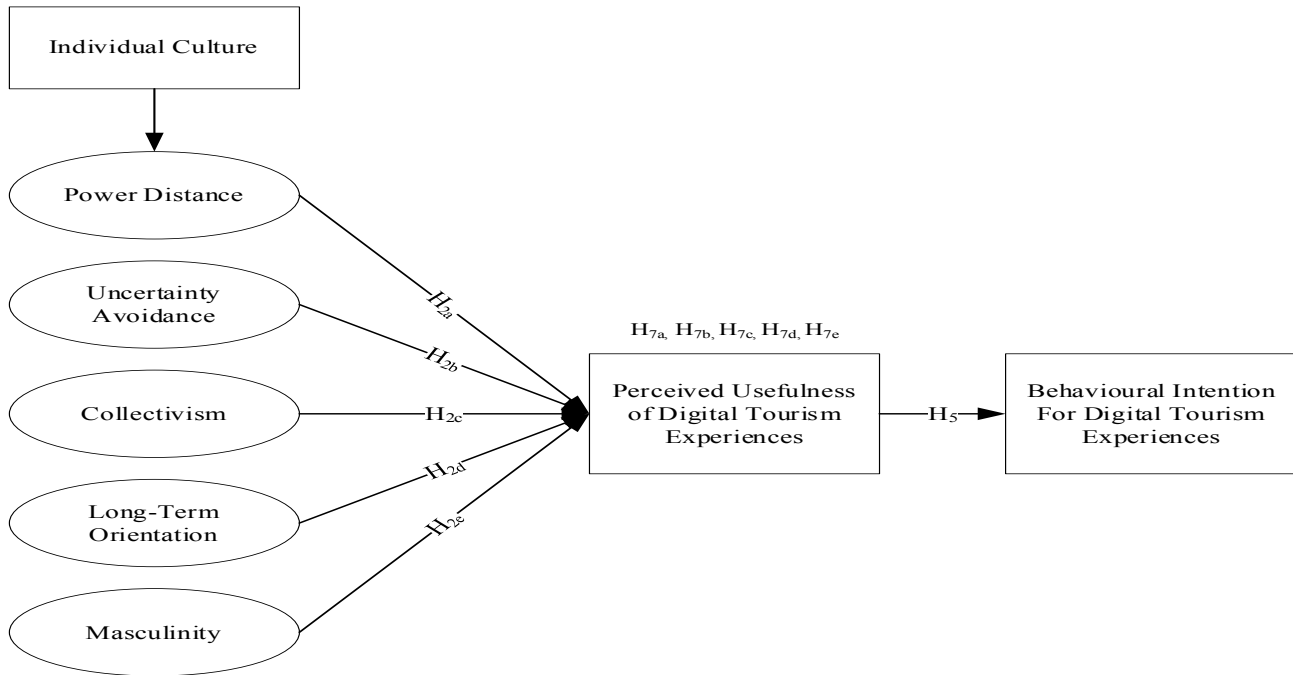 Individual Culture
Power Distance
H2a
Uncertainty
Avoidance
H2b
Collectivism
H2c
Long-Term
Orientation
H2d
Masculinity
H2e
H7a, H7b, H7c, H7d, H7e
Perceived Usefulness
of Digital Tourism
Experiences
H5
Behavioural Intention
For Digital Tourism
Experiences